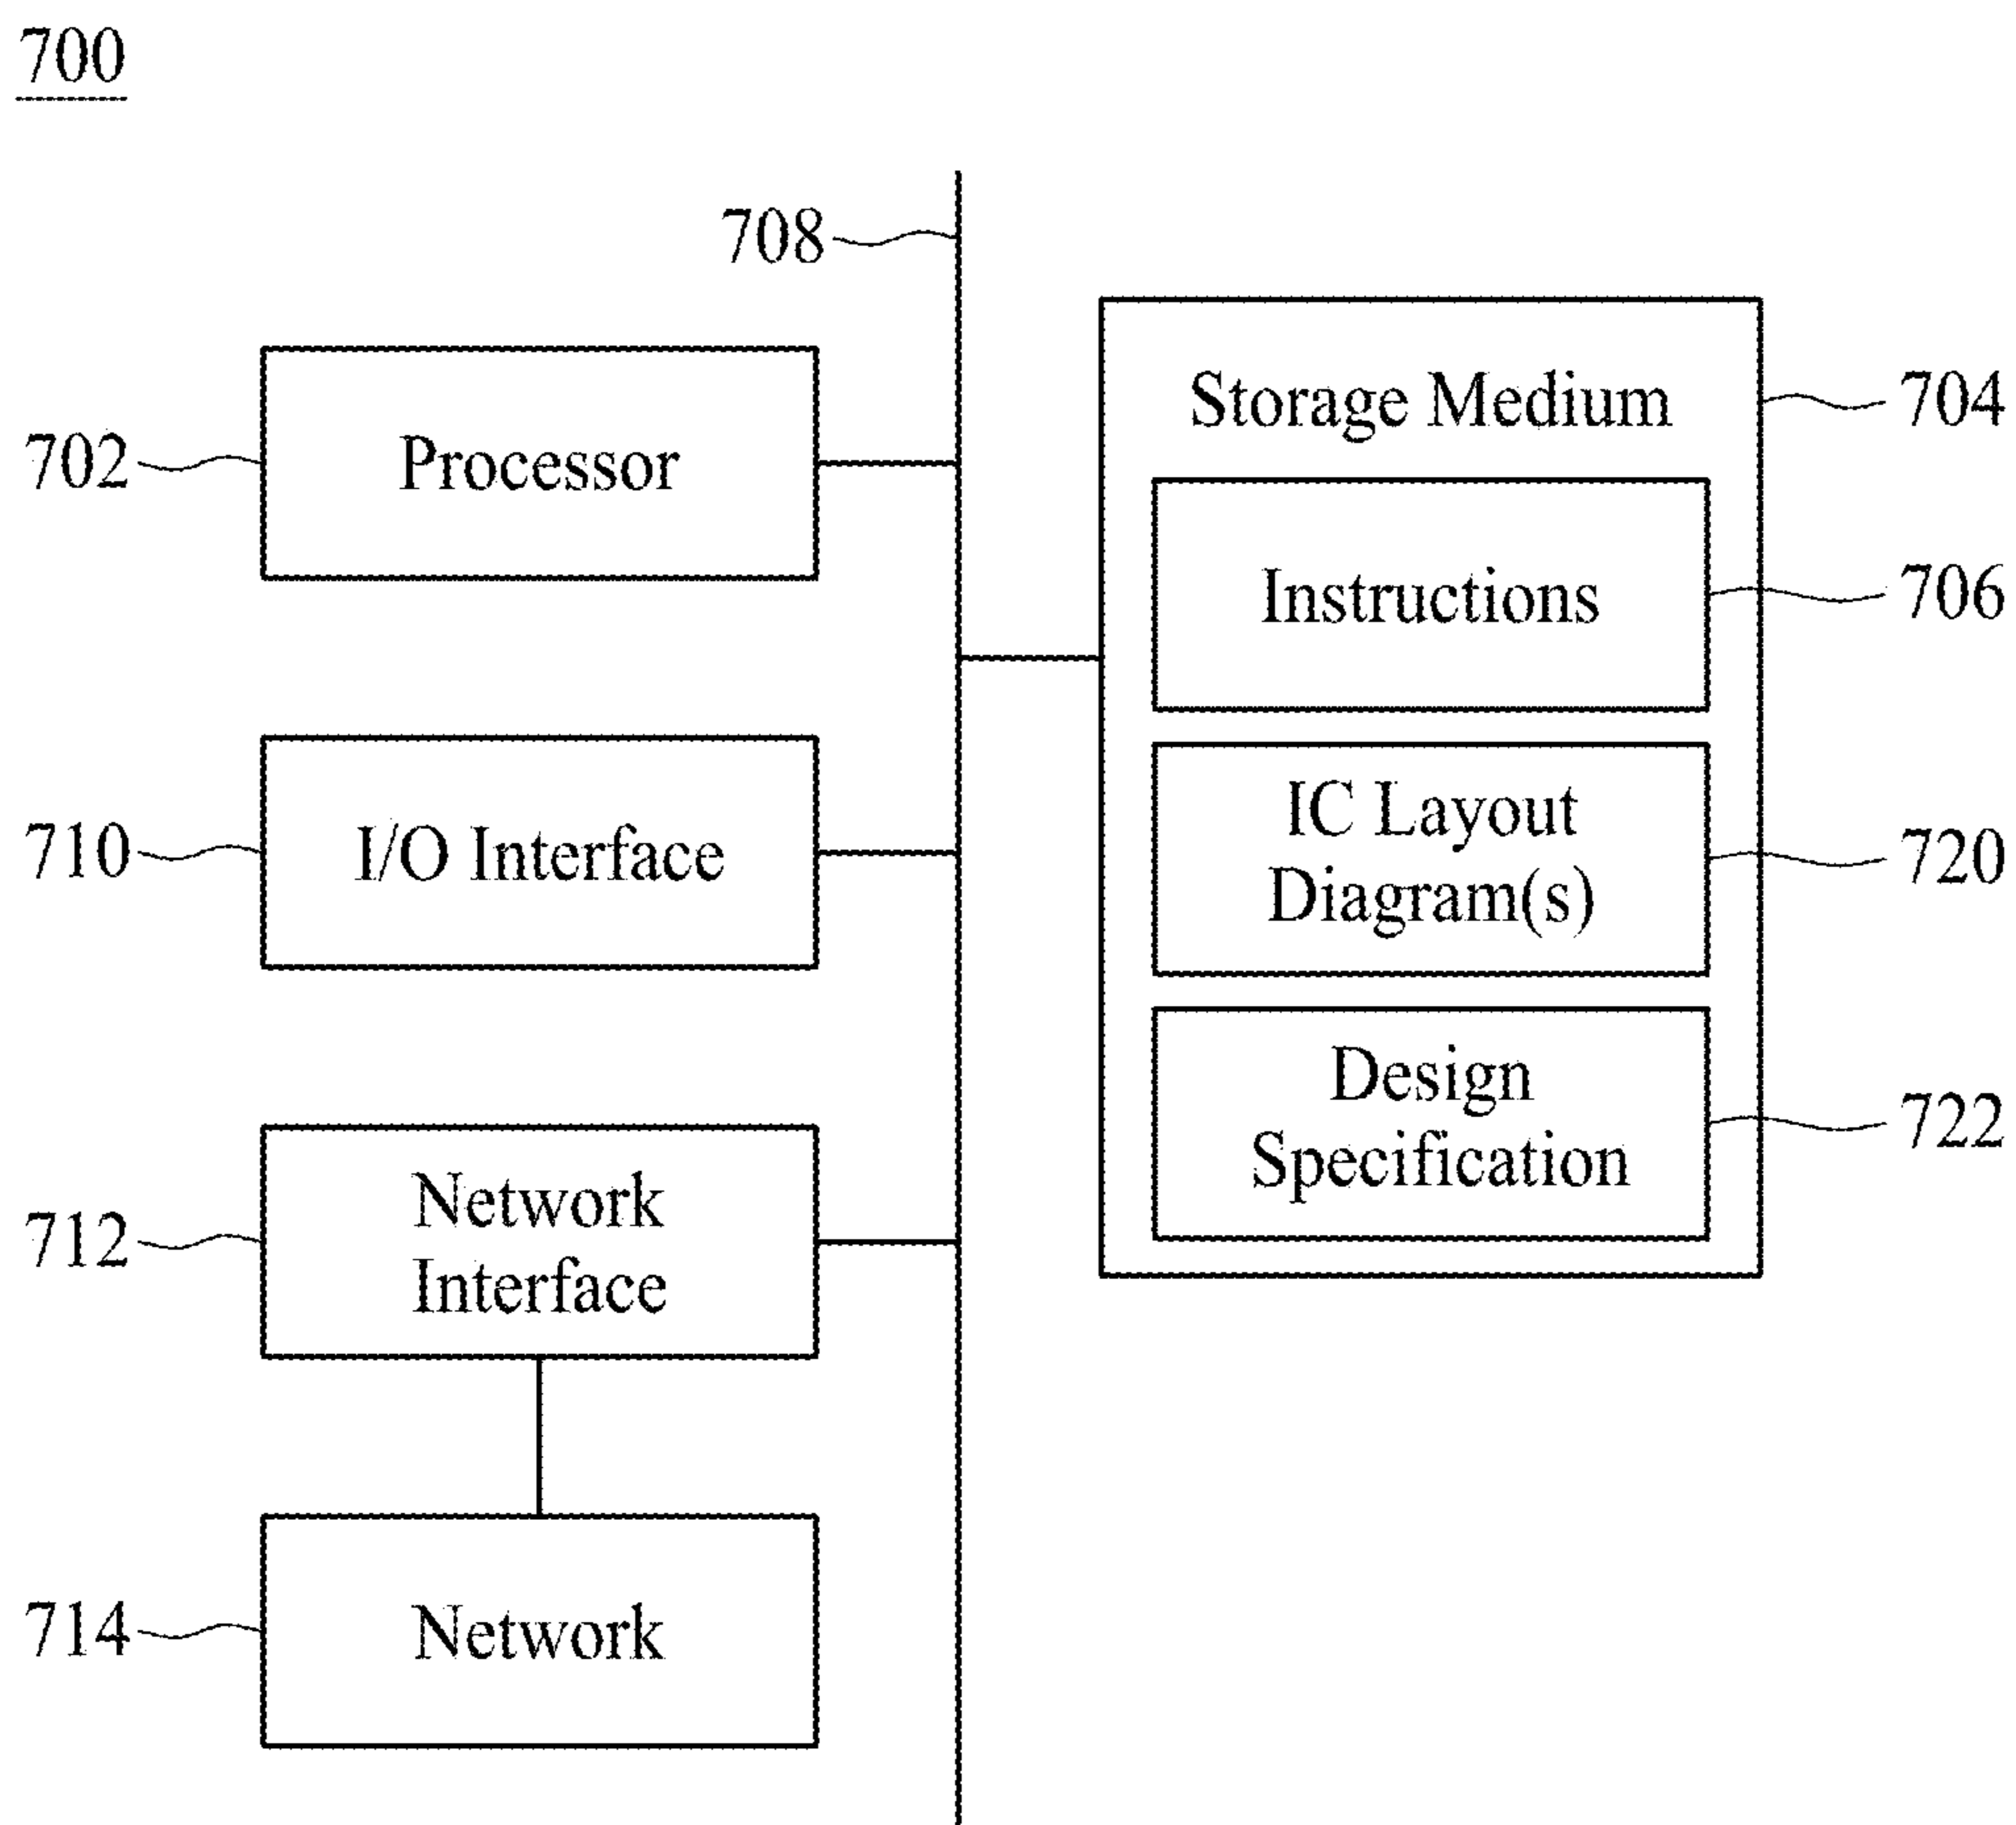 700
708
702
Processor
710
I/O Interface
712
Network
Interface
714
Network
Storage Medium
704
Instructions
706
IC Layout
Diagram(s)
720
Design
Specification
722